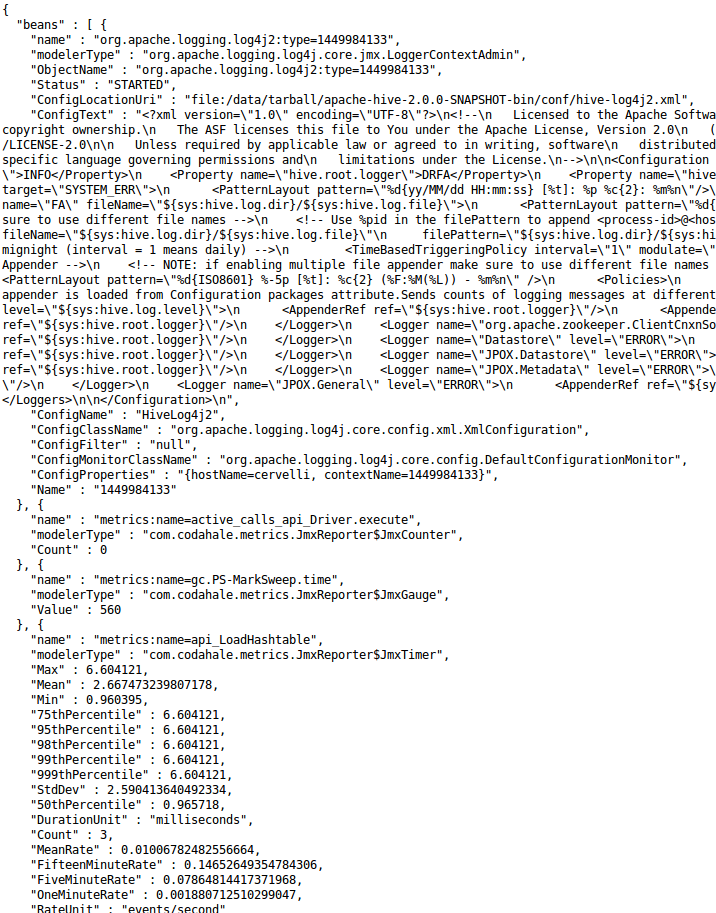 {
  "beans" : [ {
    "name" : "org.apache.logging.log4j2:type=1449984133",
    "modelerType" : "org.apache.logging.log4j.core.jmx.LoggerContextAdmin",
    "ObjectName" : "org.apache.logging.log4j2:type=1449984133",
    "Status" : "STARTED",
    "ConfigLocationUri" : "file:/data/tarball/apache-hive-2.0.0-SNAPSHOT-bin/conf/hive-log4j2.xml",
    "ConfigText" : "<?xml version=\"1.0\" encoding=\"UTF-8\"?>\n<!--\n   Licensed to the Apache Softwa
copyright ownership.\n   The ASF licenses this file to You under the Apache License, Version 2.0\n   (
/LICENSE-2.0\n\n   Unless required by applicable law or agreed to in writing, software\n   distributed
specific language governing permissions and\n   limitations under the License.\n-->\n\n<Configuration
\">INFO</Property>\n    <Property name=\"hive.root.logger\">DRFA</Property>\n    <Property name=\"hive
target=\"SYSTEM_ERR\">\n      <PatternLayout pattern=\"%d{yy/MM/dd HH:mm:ss} [%t]: %p %c{2}: %m%n\"/>\
name=\"FA\" fileName=\"${sys:hive.log.dir}/${sys:hive.log.file}\">\n      <PatternLayout pattern=\"%d{
sure to use different file names -->\n    <!-- Use %pid in the filePattern to append <process-id>@<hos
fileName=\"${sys:hive.log.dir}/${sys:hive.log.file}\"\n      filePattern=\"${sys:hive.log.dir}/${sys:hi
mignight (interval = 1 means daily) -->\n        <TimeBasedTriggeringPolicy interval=\"1\" modulate=\"
Appender -->\n    <!-- NOTE: if enabling multiple file appender make sure to use different file names
<PatternLayout pattern=\"%d{ISO8601} %-5p [%t]: %c{2} (%F:%M(%L)) - %m%n\" />\n      <Policies>\n
appender is loaded from Configuration packages attribute.Sends counts of logging messages at different
level=\"${sys:hive.log.level}\">\n      <AppenderRef ref=\"${sys:hive.root.logger}\"/>\n      <Appende
ref=\"${sys:hive.root.logger}\"/>\n    </Logger>\n    <Logger name=\"org.apache.zookeeper.ClientCnxnSo
ref=\"${sys:hive.root.logger}\"/>\n    </Logger>\n    <Logger name=\"Datastore\" level=\"ERROR\">\n
ref=\"${sys:hive.root.logger}\"/>\n    </Logger>\n    <Logger name=\"JPOX.Datastore\" level=\"ERROR\">
ref=\"${sys:hive.root.logger}\"/>\n    </Logger>\n    <Logger name=\"JPOX.Metadata\" level=\"ERROR\">\
\"/>\n    </Logger>\n    <Logger name=\"JPOX.General\" level=\"ERROR\">\n      <AppenderRef ref=\"${sy
</Loggers>\n\n</Configuration>\n",
    "ConfigName" : "HiveLog4j2",
    "ConfigClassName" : "org.apache.logging.log4j.core.config.xml.XmlConfiguration",
    "ConfigFilter" : "null",
    "ConfigMonitorClassName" : "org.apache.logging.log4j.core.config.DefaultConfigurationMonitor",
    "ConfigProperties" : "{hostName=cervelli, contextName=1449984133}",
    "Name" : "1449984133"
  }, {
    "name" : "metrics:name=active_calls_api_Driver.execute",
    "modelerType" : "com.codahale.metrics.JmxReporter$JmxCounter",
    "Count" : 0
  }, {
    "name" : "metrics:name=gc.PS-MarkSweep.time",
    "modelerType" : "com.codahale.metrics.JmxReporter$JmxGauge",
    "Value" : 560
  }, {
    "name" : "metrics:name=api_LoadHashtable",
    "modelerType" : "com.codahale.metrics.JmxReporter$JmxTimer",
    "Max" : 6.604121,
    "Mean" : 2.667473239807178,
    "Min" : 0.960395,
    "75thPercentile" : 6.604121,
    "95thPercentile" : 6.604121,
    "98thPercentile" : 6.604121,
    "99thPercentile" : 6.604121,
    "999thPercentile" : 6.604121,
    "StdDev" : 2.590413640492334,
    "50thPercentile" : 0.965718,
    "DurationUnit" : "milliseconds",
    "Count" : 3,
    "MeanRate" : 0.01006782482556664,
    "FifteenMinuteRate" : 0.14652649354784306,
    "FiveMinuteRate" : 0.07864814417371968,
    "OneMinuteRate" : 0.001880712510299047,
    "RateUnit" : "events/second"